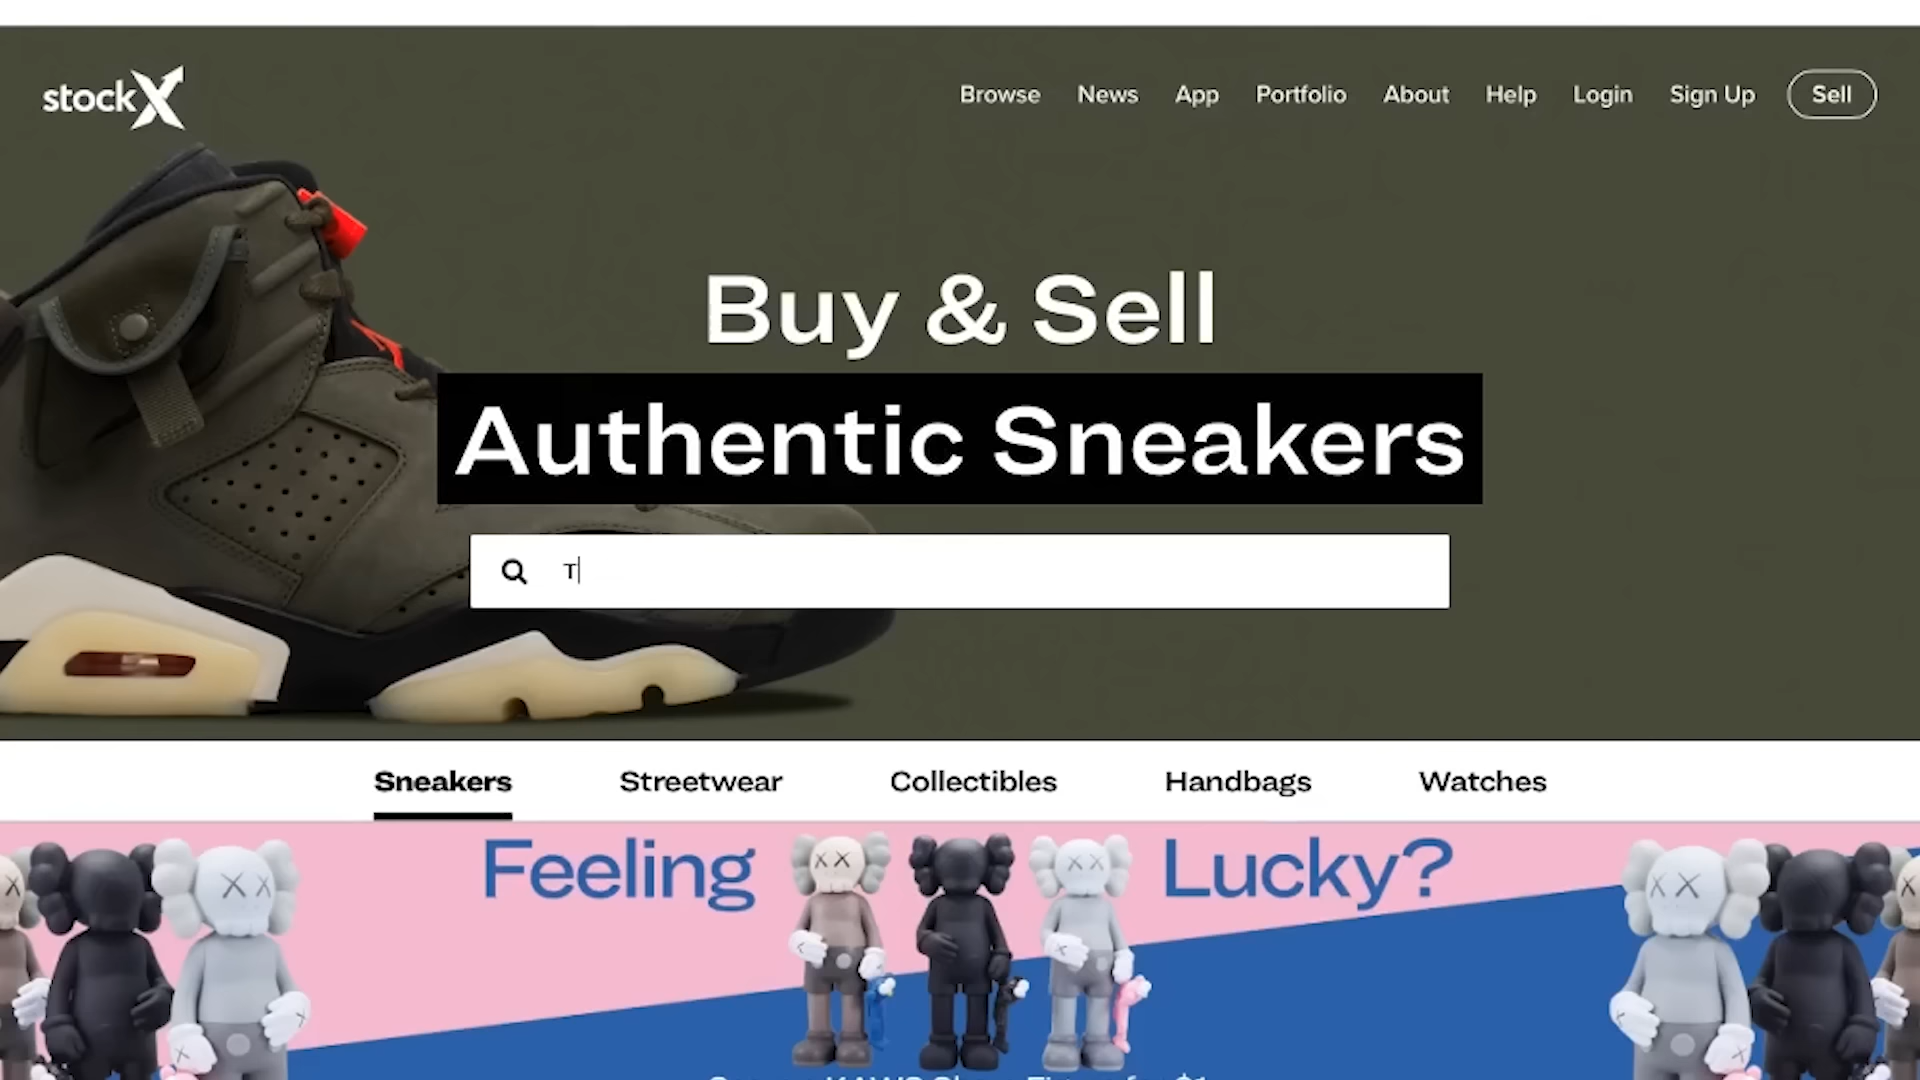 stockX
Browse News App Portfolio About Help Login Sign Up Sell
Buy & Sell
Authentic Sneakers
T
Sneakers Streetwear Collectibles Handbags Watches
Feeling Lucky?